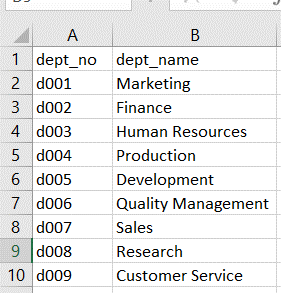 A B
1 dept_no dept_name
2 d001 Marketing
3 d002 Finance
4 d003 Human Resources
5 d004 Production
6 d005 Development
7 d006 Quality Management
8 d007 Sales
9 d008 Research
10 d009 Customer Service